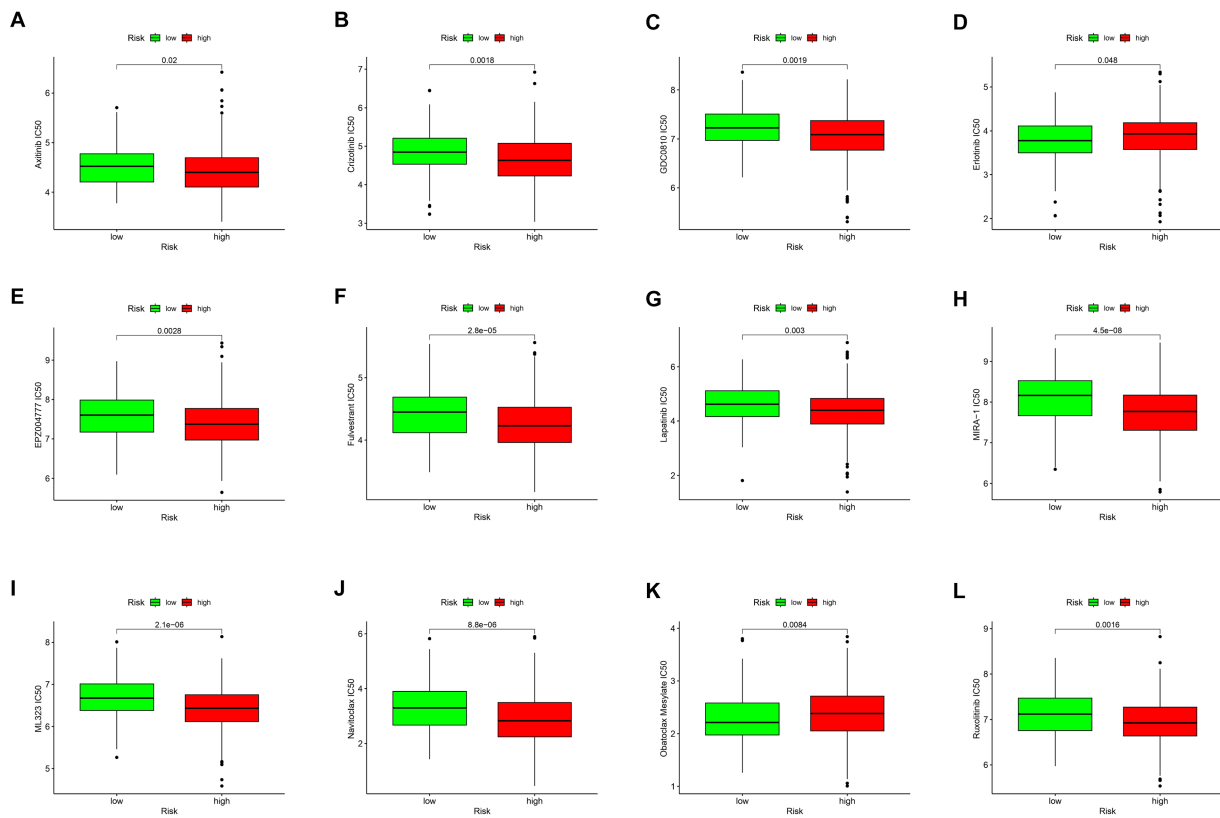 A
Risk low high
0.02
Axitinib IC50
6
5
4
low high
Risk
B
Risk low high
0.0018
Crizotinib IC50
7
6
5
4
3
low high
Risk
C
Risk low high
0.0019
GDC0810 IC50
8
7
6
low high
Risk
D
Risk low high
0.048
Erlotinib IC50
5
4
3
2
low high
Risk
E
Risk low high
0.0028
EPZ004777 IC50
9
8
7
6
low high
Risk
F
Risk low high
2.8e−05
Fulvestrant IC50
5
4
low high
Risk
G
Risk low high
0.003
Lapatinib IC50
6
4
2
low high
Risk
H
Risk low high
4.5e−08
MIRA−1 IC50
9
8
7
6
low high
Risk
I
Risk low high
2.1e−06
ML323 IC50
8
7
6
5
low high
Risk
J
Risk low high
8.8e−06
Navitoclax IC50
6
4
2
low high
Risk
K
Risk low high
0.0084
Obatoclax Mesylate IC50
4
3
2
1
low high
Risk
L
Risk low high
0.0016
Ruxolitinib IC50
9
8
7
6
low high
Risk